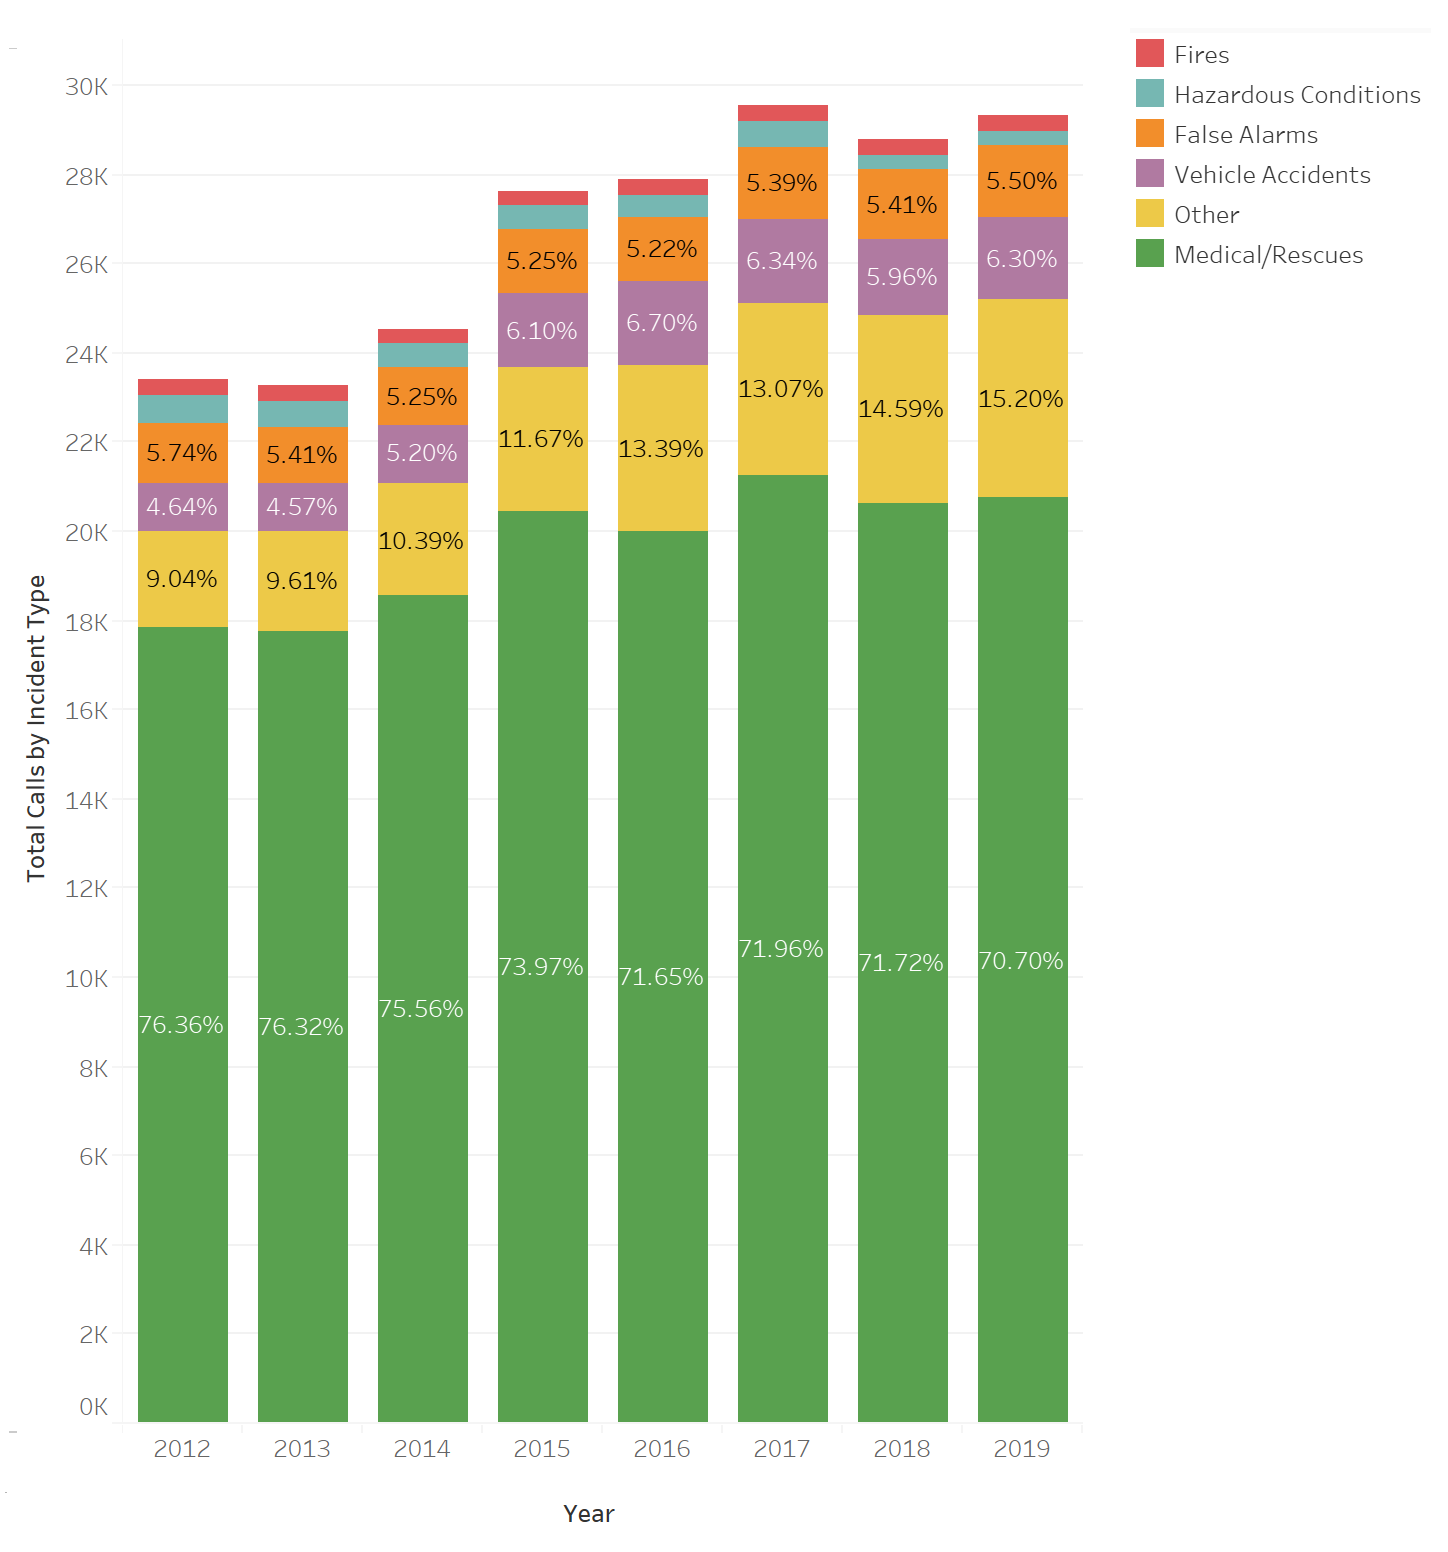 Fires
Hazardous Conditions
False Alarms
Vehicle Accidents
Other
Medical/Rescues
Total Calls by Incident Type
30K
28K
26K
24K
22K
20K
18K
16K
14K
12K
10K
8K
6K
4K
2K
0K
5.74%
4.64%
9.04%
76.36%
5.41%
4.57%
9.61%
76.32%
5.25%
5.20%
10.39%
75.56%
5.25%
6.10%
11.67%
73.97%
5.22%
6.70%
13.39%
71.65%
5.39%
6.34%
13.07%
71.96%
5.41%
5.96%
14.59%
71.72%
5.50%
6.30%
15.20%
70.70%
2012 2013 2014 2015 2016 2017 2018 2019
Year